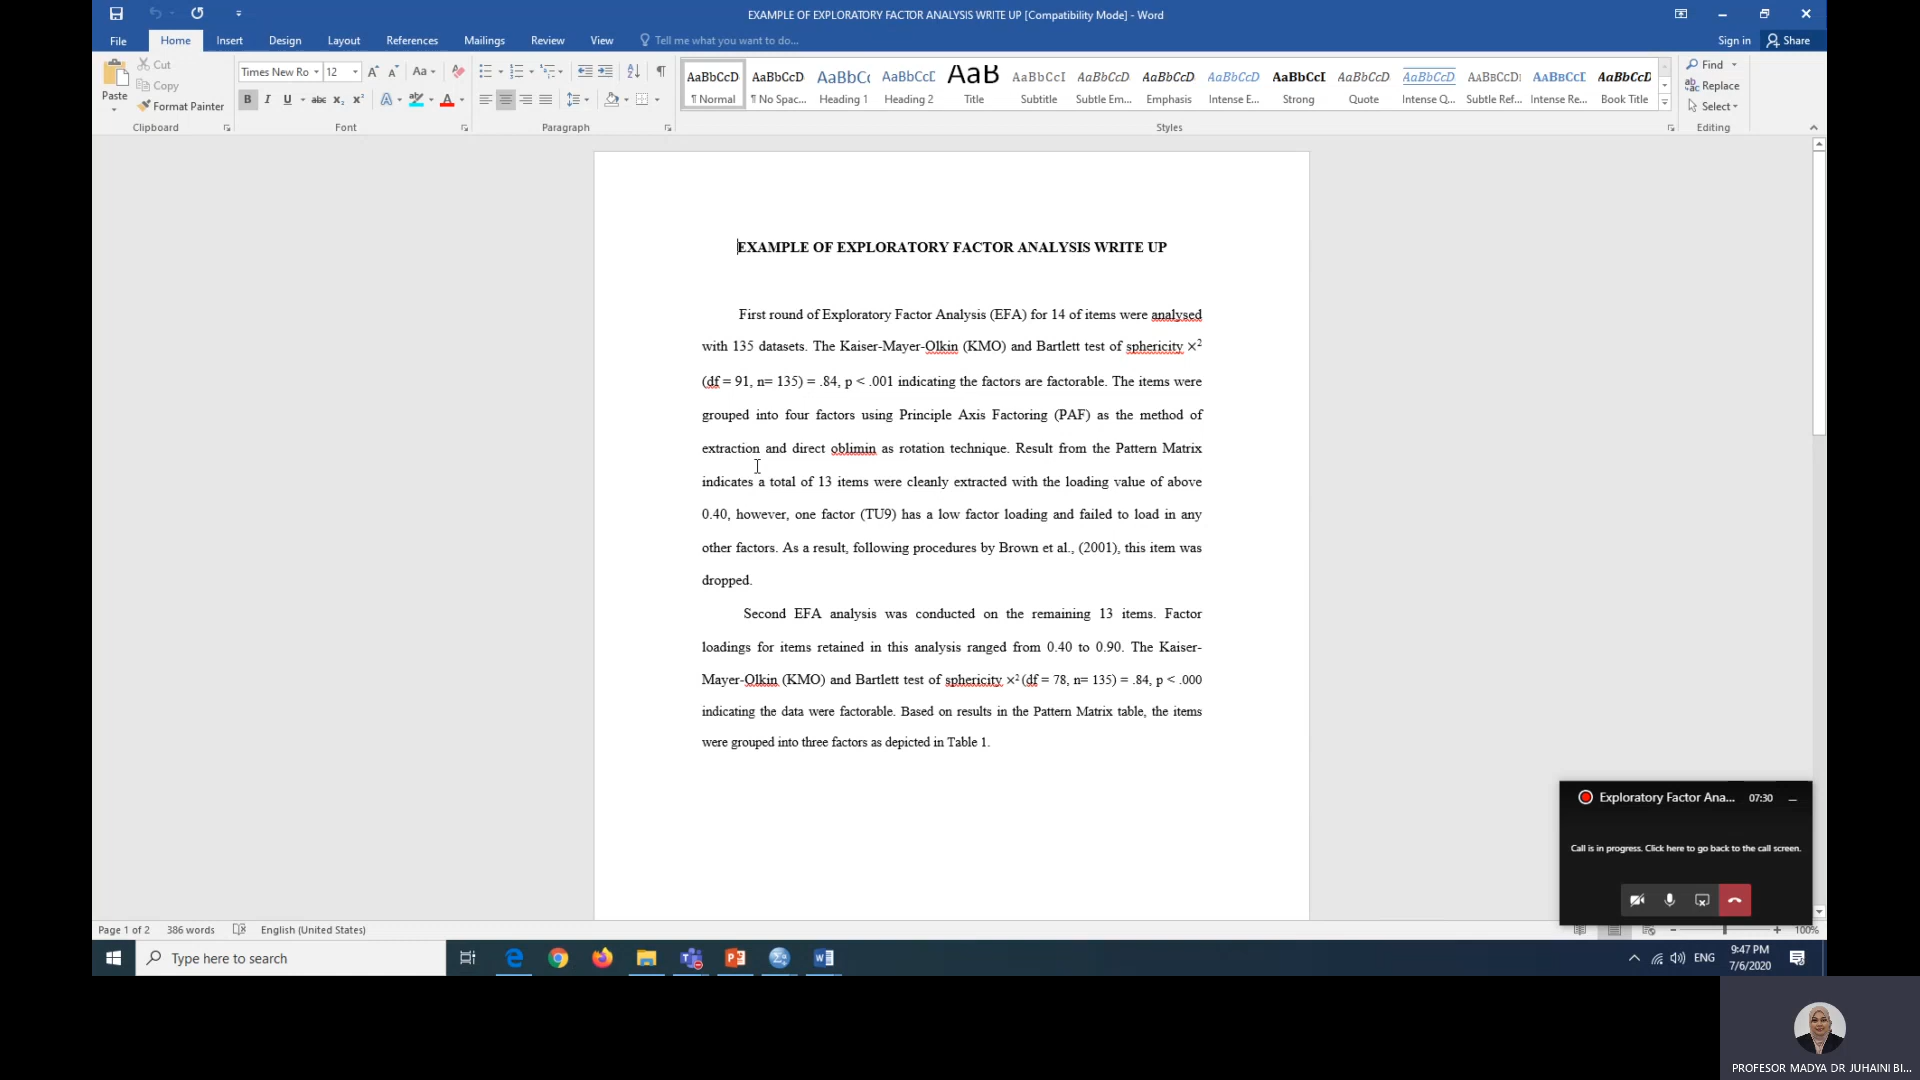 EXAMPLE OF EXPLORATORY FACTOR ANALYSIS WRITE UP [Compatibility Mode] - Word
File Home Insert Design Layout References Mailings Review View Tell me what you want to do... Sign in Share
Paste
Cut
Copy
Format Painter
Clipboard
Times New Ro 12
Font
Paragraph
AaBbCcD AaBbCcD AaBbC AaBbCcD AaB AaBbCcD AaBbCcD AaBbCcD AaBbCcD AaBbCcD AaBbCcD AaBbCcD AaBbCcD AaBbCcD AaBbCcD
¶ Normal ¶ No Spac... Heading 1 Heading 2 Title Subtitle Subtle Em... Emphasis Intense E... Strong Quote Intense Q... Subtle Ref... Intense Re... Book Title
Styles
Find
Replace
Select
Editing
EXAMPLE OF EXPLORATORY FACTOR ANALYSIS WRITE UP
First round of Exploratory Factor Analysis (EFA) for 14 of items were analysed
with 135 datasets. The Kaiser-Mayer-Olkin (KMO) and Bartlett test of sphericity ×²
(df = 91, n= 135) = .84, p < .001 indicating the factors are factorable. The items were
grouped into four factors using Principle Axis Factoring (PAF) as the method of
extraction and direct oblimin as rotation technique. Result from the Pattern Matrix
indicates a total of 13 items were cleanly extracted with the loading value of above
0.40, however, one factor (TU9) has a low factor loading and failed to load in any
other factors. As a result, following procedures by Brown et al., (2001), this item was
dropped.
Second EFA analysis was conducted on the remaining 13 items. Factor
loadings for items retained in this analysis ranged from 0.40 to 0.90. The Kaiser-
Mayer-Olkin (KMO) and Bartlett test of sphericity ×² (df = 78, n= 135) = .84, p < .000
indicating the data were factorable. Based on results in the Pattern Matrix table, the items
were grouped into three factors as depicted in Table 1.
Exploratory Factor Ana... 07:30
Call is in progress. Click here to go back to the call screen.
Page 1 of 2 386 words English (United States) 100%
Type here to search
ENG
9:47 PM
7/6/2020
PROFESOR MADYA DR JUHAINI BI...